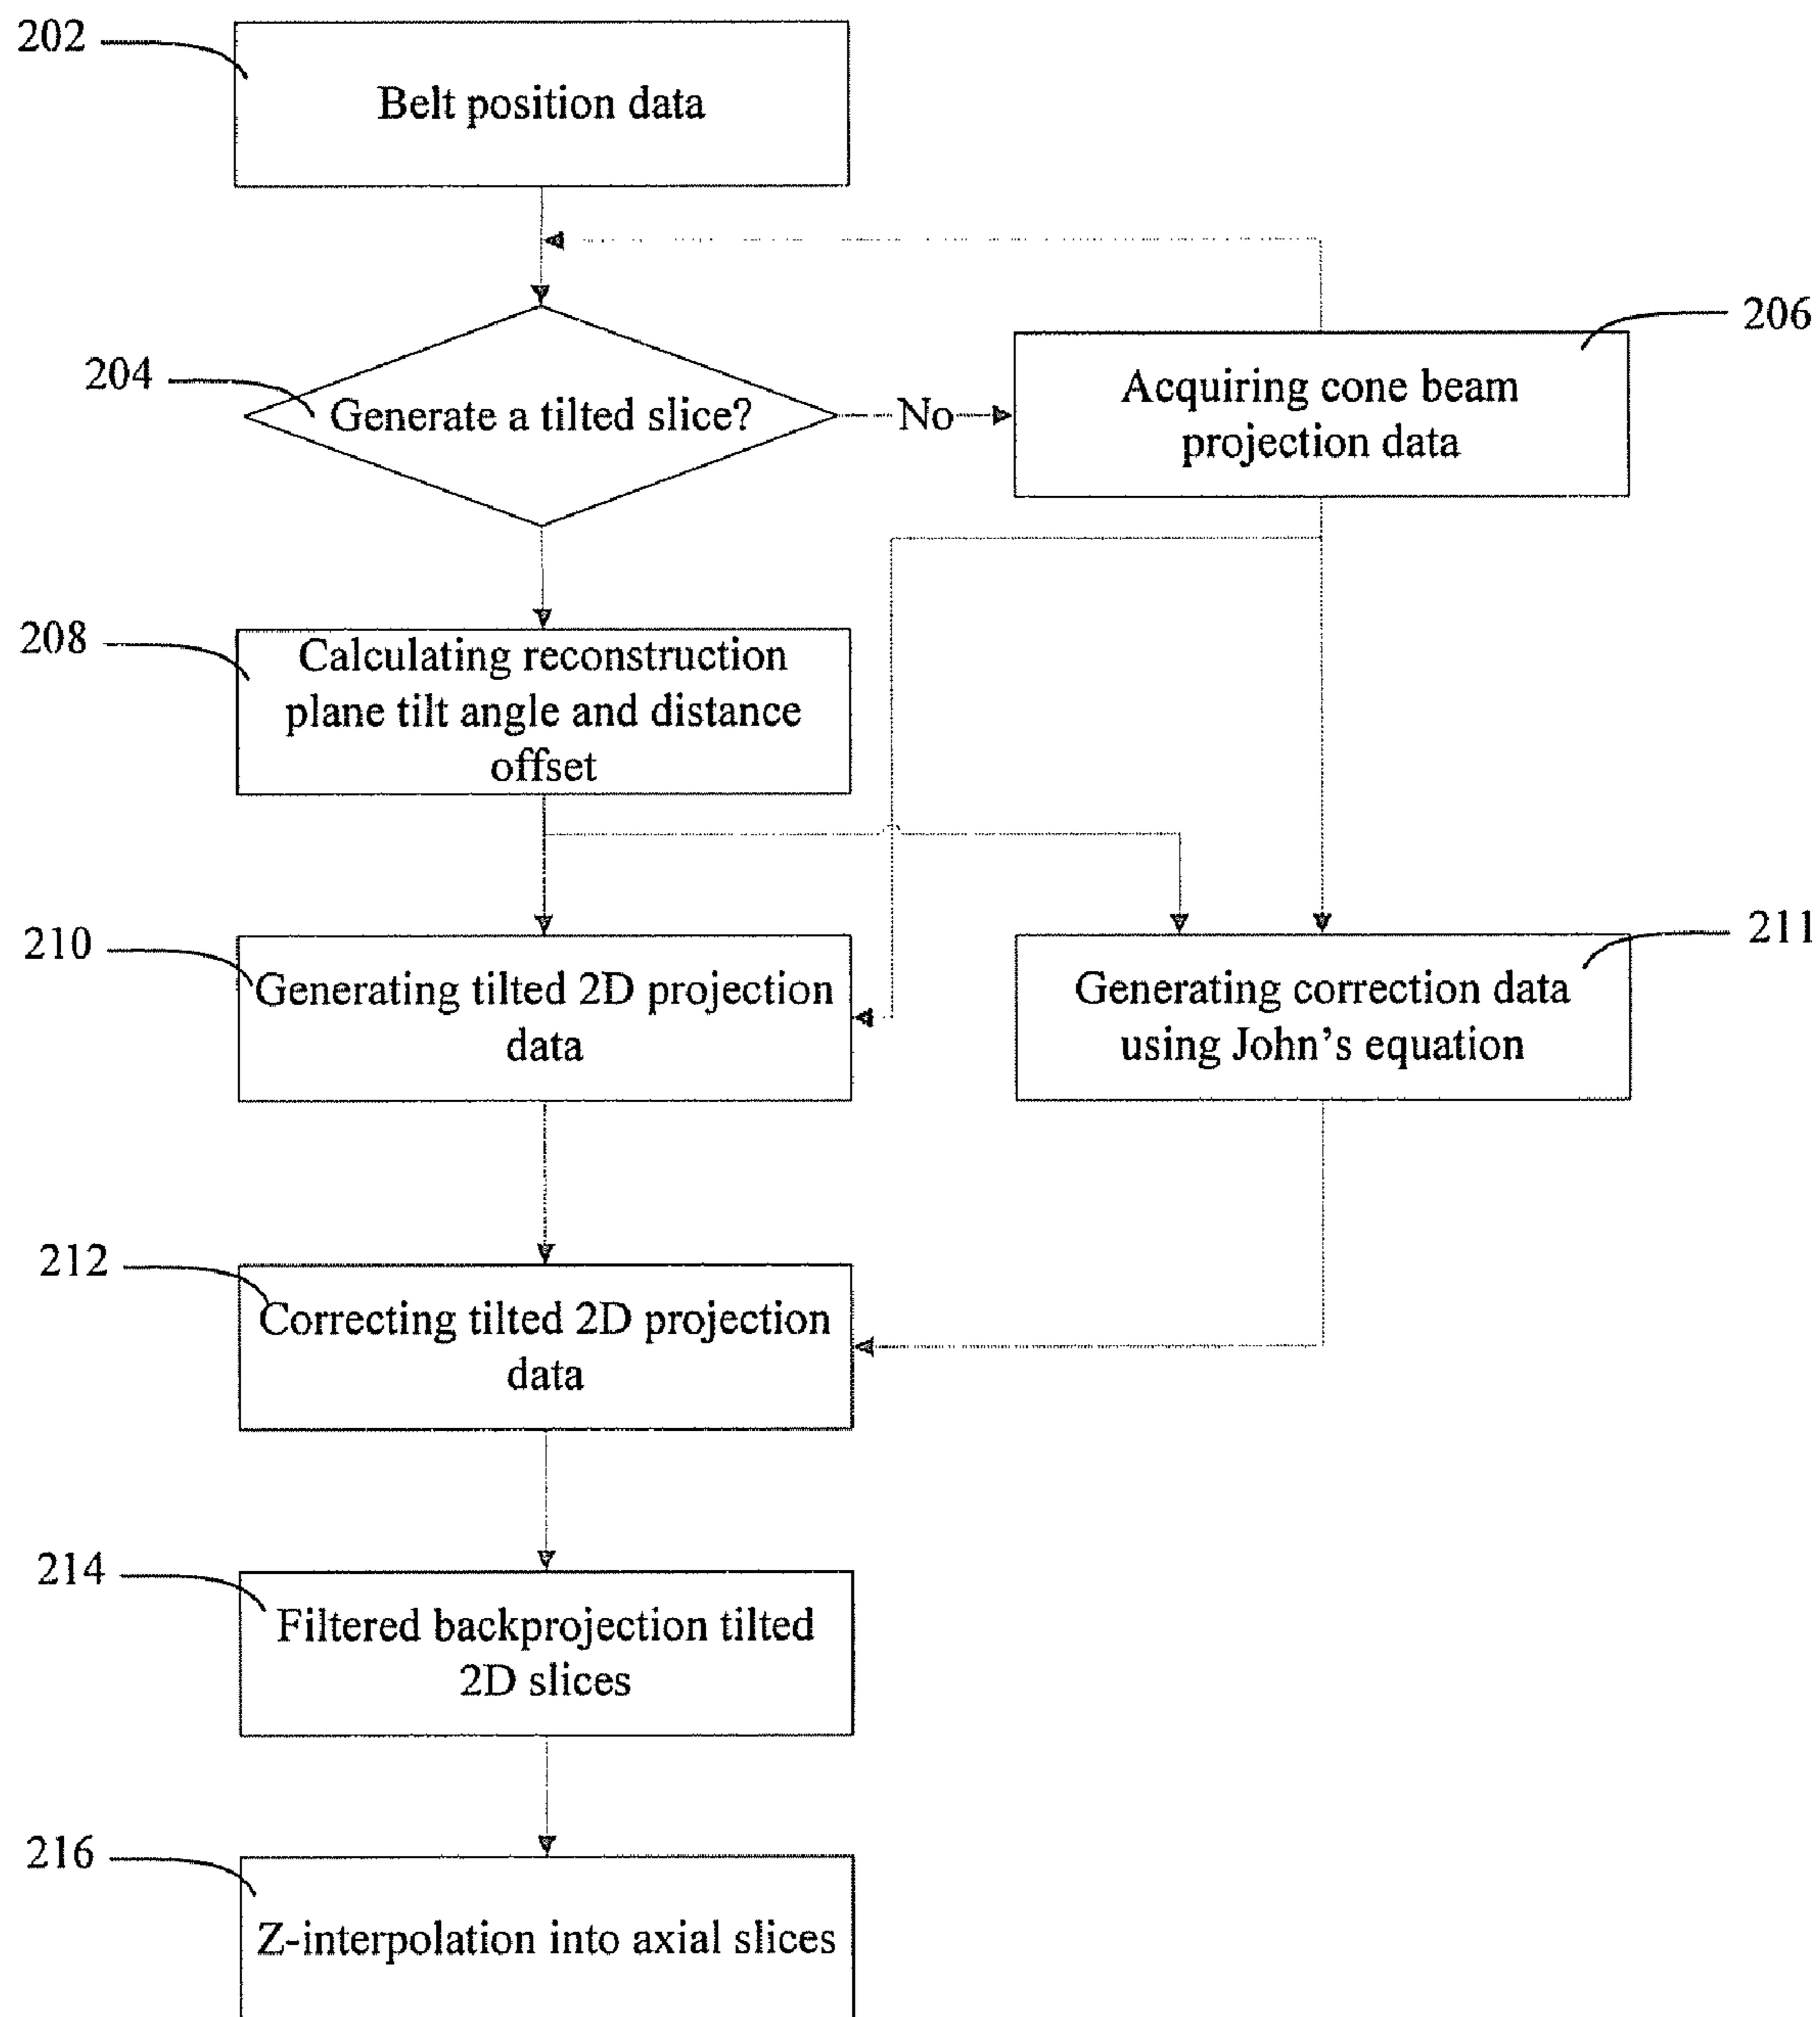 202
Belt position data
204
Generate a tilted slice?
No
206
Acquiring cone beam
projection data
208
Calculating reconstruction
plane tilt angle and distance
offset
210
Generating tilted 2D projection
data
211
Generating correction data
using John's equation
212
Correcting tilted 2D projection
data
214
Filtered backprojection tilted
2D slices
216
Z-interpolation into axial slices